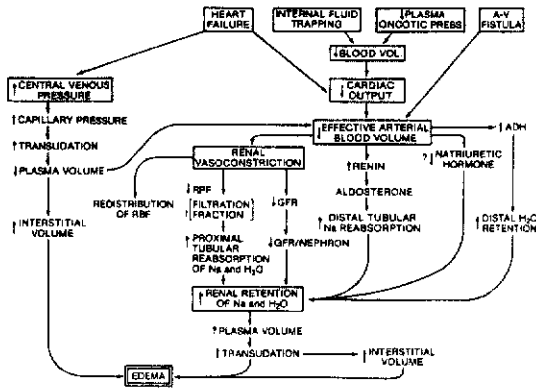 HEART
FAILURE
INTERNAL FLUID
TRAPPING
↓PLASMA
ONCOTIC PRESS
A-V
FISTULA
↓BLOOD VOL.
↑CENTRAL VENOUS
PRESSURE
↓CARDIAC
OUTPUT
↑CAPILLARY PRESSURE
↑TRANSUDATION
↓PLASMA VOLUME
↑INTERSTITIAL
VOLUME
↓EFFECTIVE ARTERIAL
BLOOD VOLUME
↑ADH
RENAL
VASOCONSTRICTION
↑RENIN
ALDOSTERONE
↑DISTAL TUBULAR
Na REABSORPTION
?↓NATRIURETIC
HORMONE
REDISTRIBUTION
OF RBF
↓RPF
↑[FILTRATION
FRACTION]
↑PROXIMAL
TUBULAR
REABSORPTION
OF Na and H₂O
↓GFR
↓GFR/NEPHRON
↑DISTAL H₂O
RETENTION
↑RENAL RETENTION
OF Na and H₂O
↑PLASMA VOLUME
↑TRANSUDATION
↑INTERSTITIAL
VOLUME
EDEMA